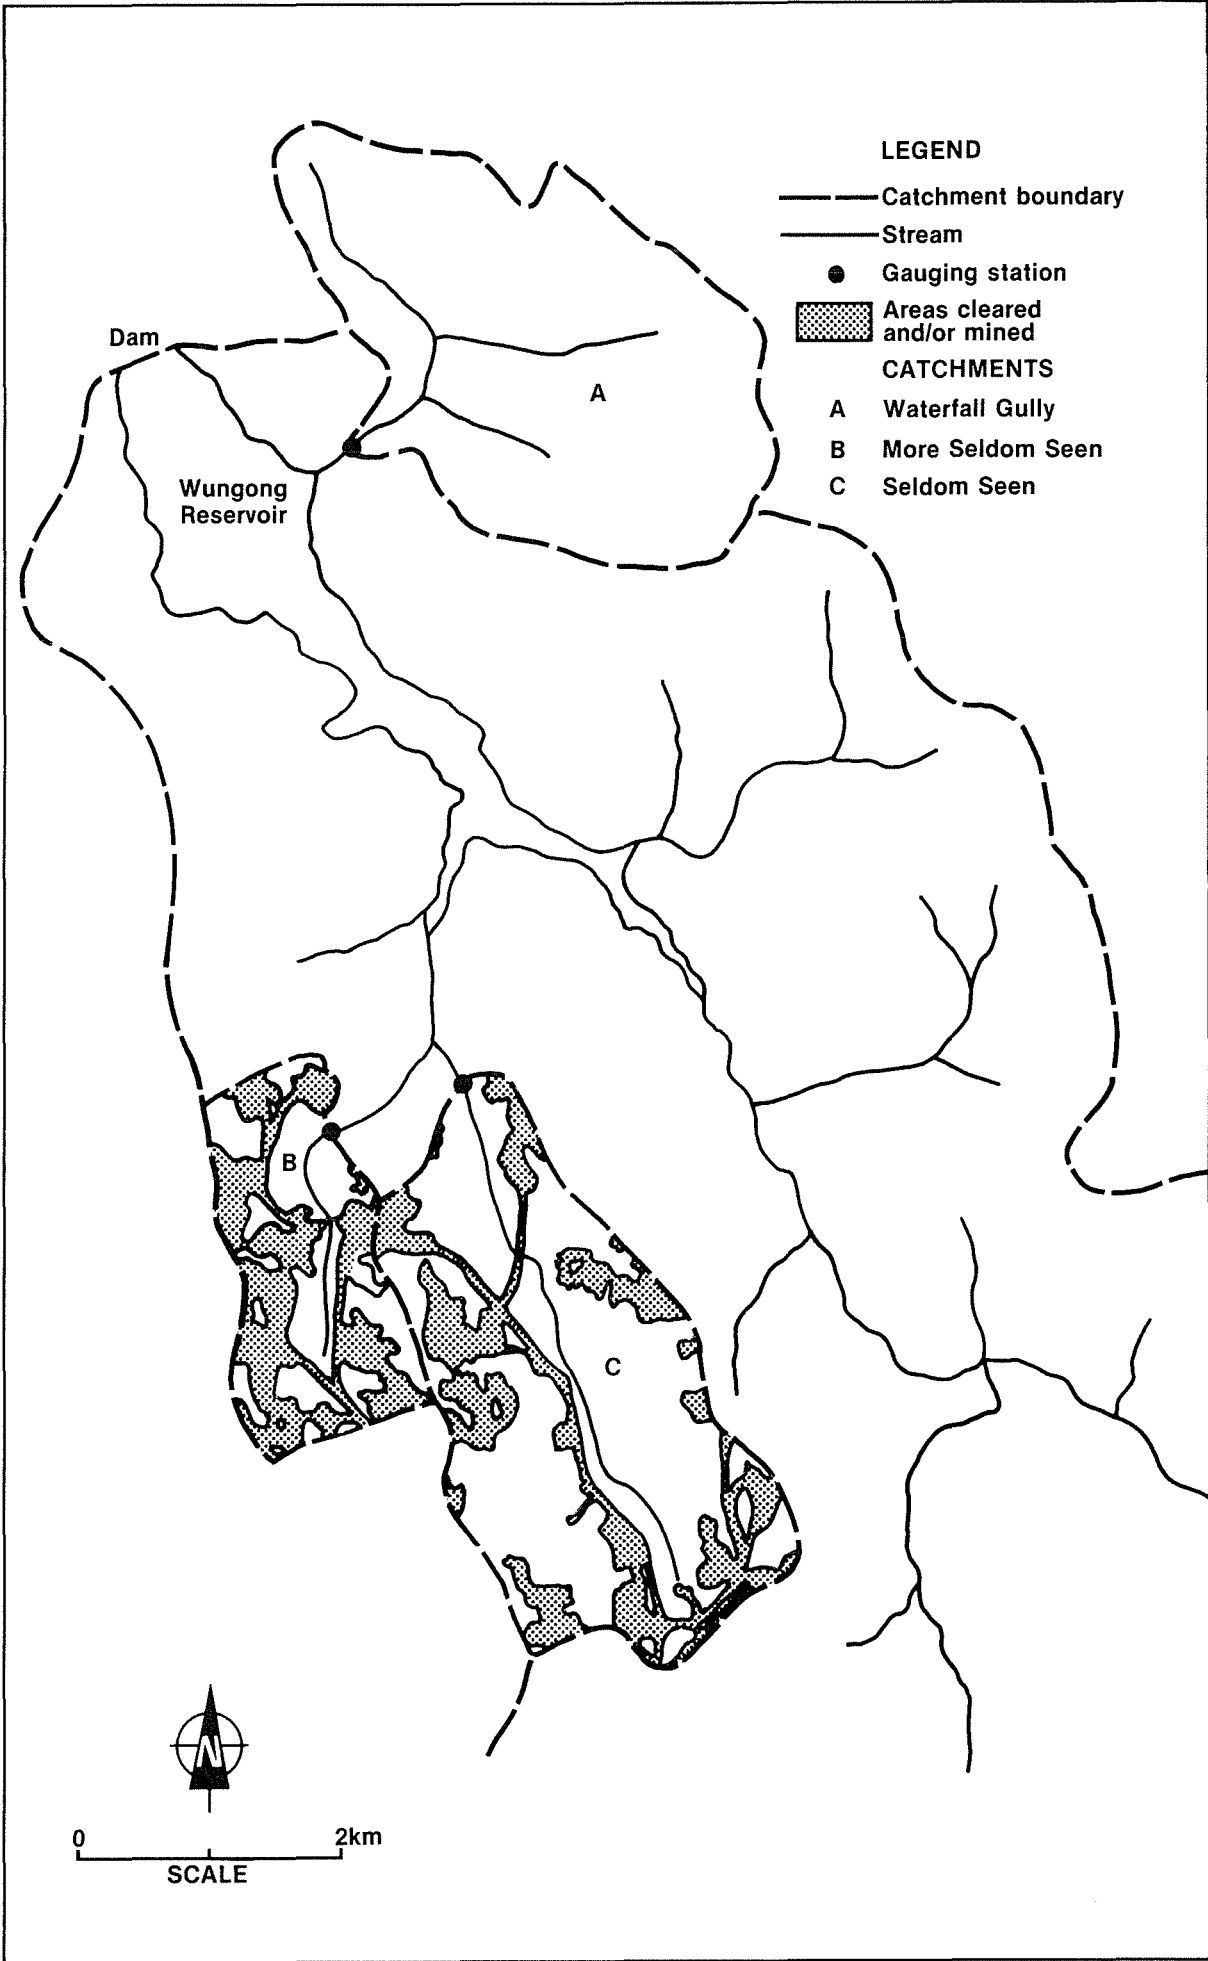 LEGEND
Catchment boundary
Stream
Gauging station
Areas cleared
and/or mined
CATCHMENTS
A Waterfall Gully
B More Seldom Seen
C Seldom Seen
Dam
A
Wungong
Reservoir
B
C
N
0 2km
SCALE